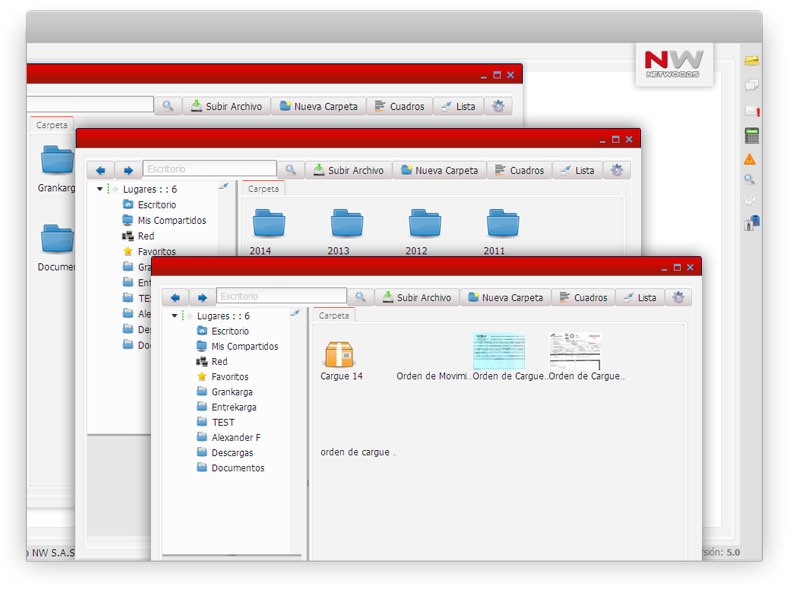 NW
NETWOODS
Subir Archivo Nueva Carpeta Cuadros Lista
Carpeta
Grankarg
Documen
Escritorio Subir Archivo Nueva Carpeta Cuadros Lista
Lugares : : 6
Carpeta
Escritorio
Mis Compartidos
Red
Favoritos
Gra
Ent
TES
Ale
Des
Doc
2014 2013 2012 2011
Escritorio Subir Archivo Nueva Carpeta Cuadros Lista
Lugares : : 6
Carpeta
Escritorio
Mis Compartidos
Red
Favoritos
Grankarga
Entrekarga
TEST
Alexander F
Descargas
Documentos
Cargue 14 Orden de Movimi.. Orden de Cargue.. Orden de Cargue..
orden de cargue .
NW S.A.S
rsión: 5.0